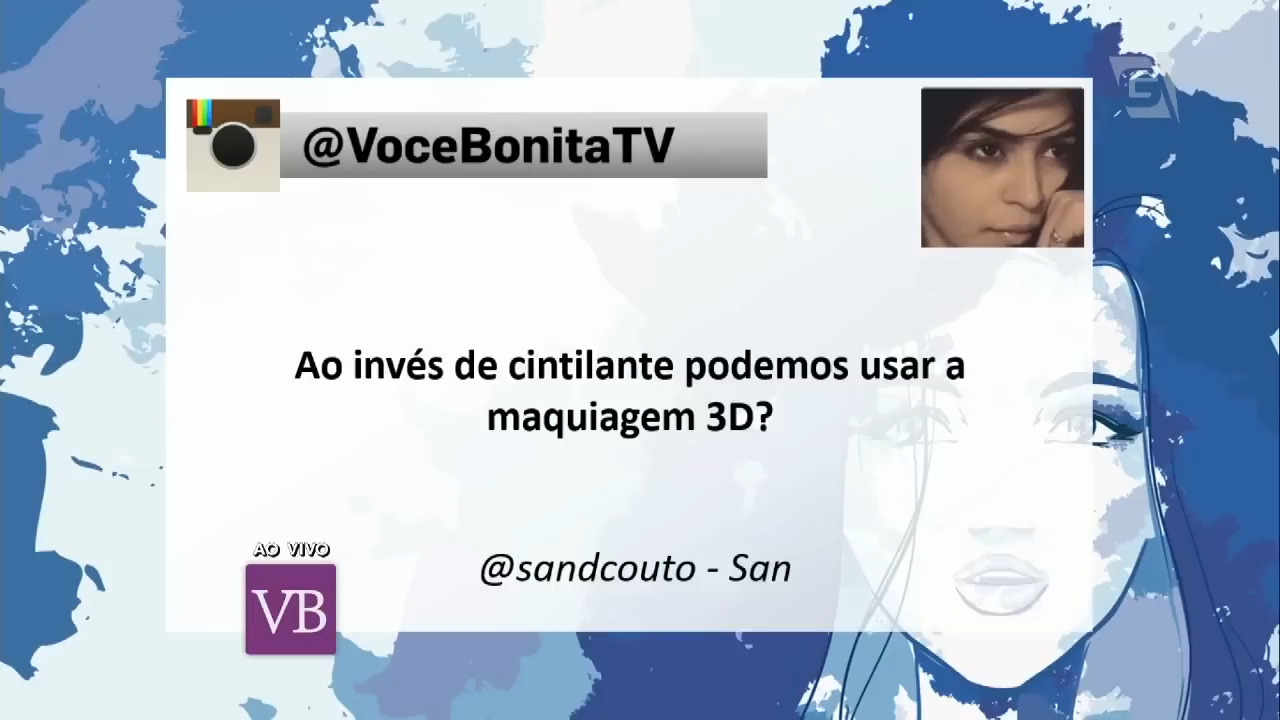 @VoceBonitaTV
Ao invés de cintilante podemos usar a
maquiagem 3D?
@sandcouto - San
AO VIVO
VB